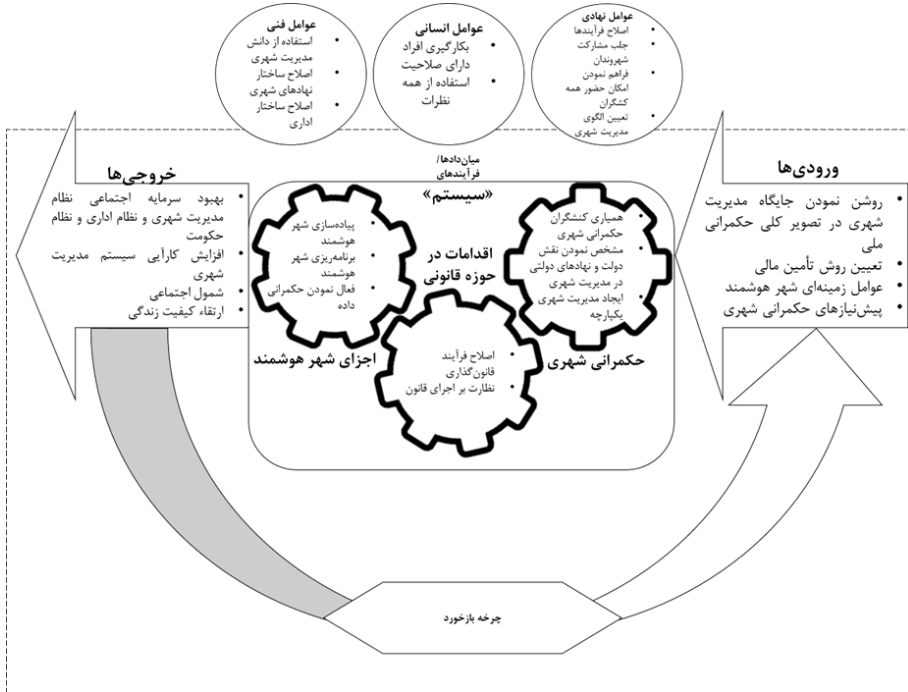 عوامل نهادی
• اصلاح فرآیندها
• جلب مشارکت
شهروندان
• فراهم نمودن
امکان حضور همه
کنشگران
• تعیین الگوی
مدیریت شهری
عوامل انسانی
• بکارگیری افراد
دارای صلاحیت
• استفاده از همه
نظرات
عوامل فنی
• استفاده از دانش
مدیریت شهری
• اصلاح ساختار
نهادهای شهری
• اصلاح ساختار
اداری
ورودی‌ها
• روشن نمودن جایگاه مدیریت
شهری در تصویر کلی حکمرانی
ملی
• تعیین روش تأمین مالی
• عوامل زمینه‌ای شهر هوشمند
• پیش‌نیازهای حکمرانی شهری
میان‌دادها/
فرآیندهای
«سیستم»
• همیاری کنشگران
حکمرانی شهری
• مشخص نمودن نقش
دولت و نهادهای دولتی
در مدیریت شهری
• ایجاد مدیریت شهری
یکپارچه
حکمرانی شهری
اقدامات در
حوزه قانونی
• اصلاح فرآیند
قانون‌گذاری
• نظارت بر اجرای قانون
• پیاده‌سازی شهر
هوشمند
• برنامه‌ریزی شهر
هوشمند
• فعال نمودن حکمرانی
داده
اجزای شهر هوشمند
خروجی‌ها
• بهبود سرمایه اجتماعی نظام
مدیریت شهری و نظام اداری و نظام
حکومت
• افزایش کارآیی سیستم مدیریت
شهری
• شمول اجتماعی
• ارتقاء کیفیت زندگی
چرخه بازخورد